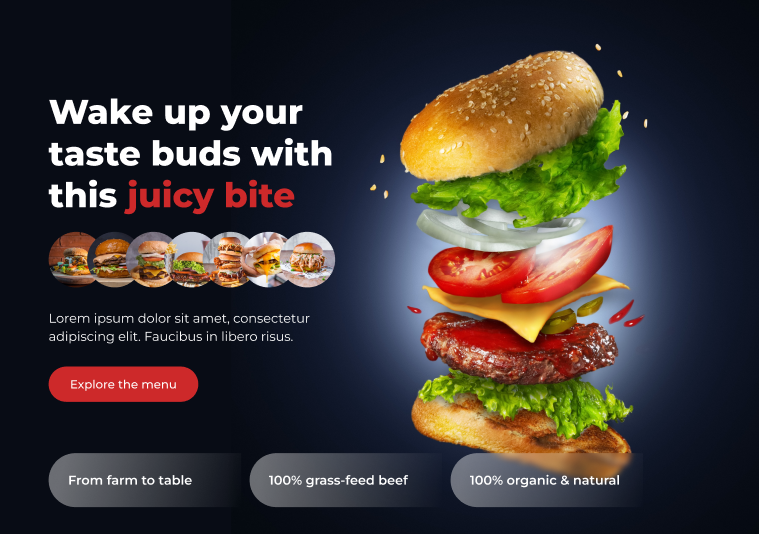 Wake up your
taste buds with
this juicy bite
Lorem ipsum dolor sit amet, consectetur
adipiscing elit. Faucibus in libero risus.
Explore the menu
From farm to table
100% grass-feed beef
100% organic & natural